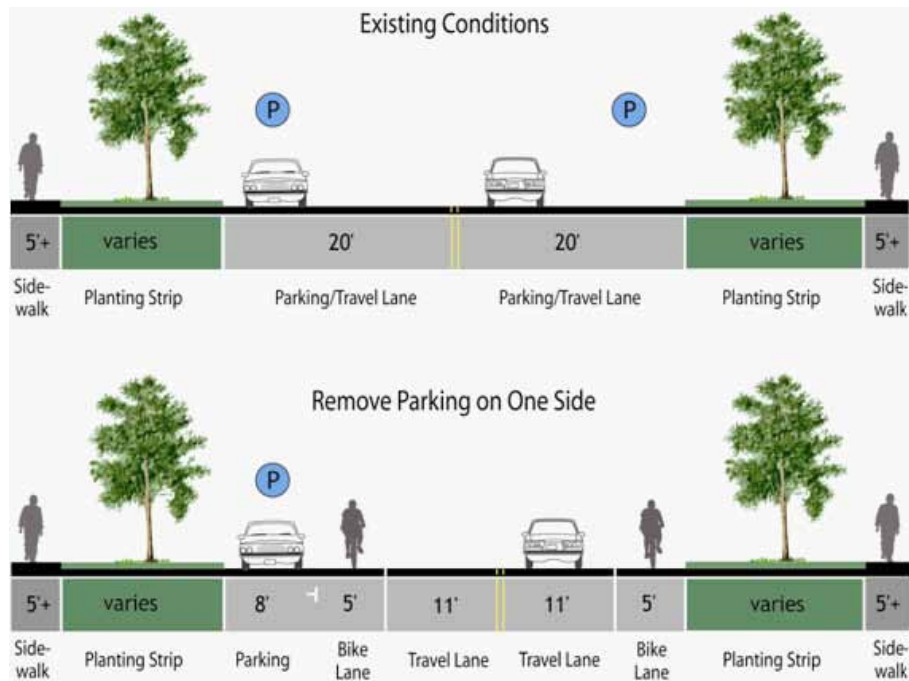 Existing Conditions
P P
5'+ varies 20' 20' varies 5'+
Side-
walk
Planting Strip Parking/Travel Lane Parking/Travel Lane Planting Strip
Side-
walk
Remove Parking on One Side
P
5'+ varies 8' 5' 11' 11' 5' varies 5'+
Side-
walk
Planting Strip Parking
Bike
Lane
Travel Lane Travel Lane
Bike
Lane
Planting Strip
Side-
walk